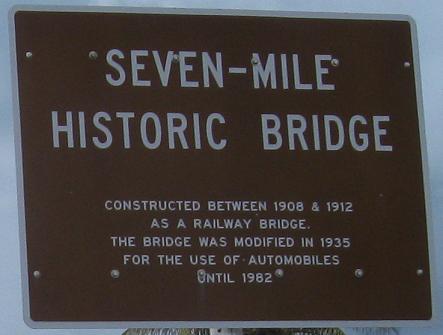 SEVEN-MILE
HISTORIC BRIDGE
CONSTRUCTED BETWEEN 1908 & 1912
AS A RAILWAY BRIDGE.
THE BRIDGE WAS MODIFIED IN 1935
FOR THE USE OF AUTOMOBILES
UNTIL 1982